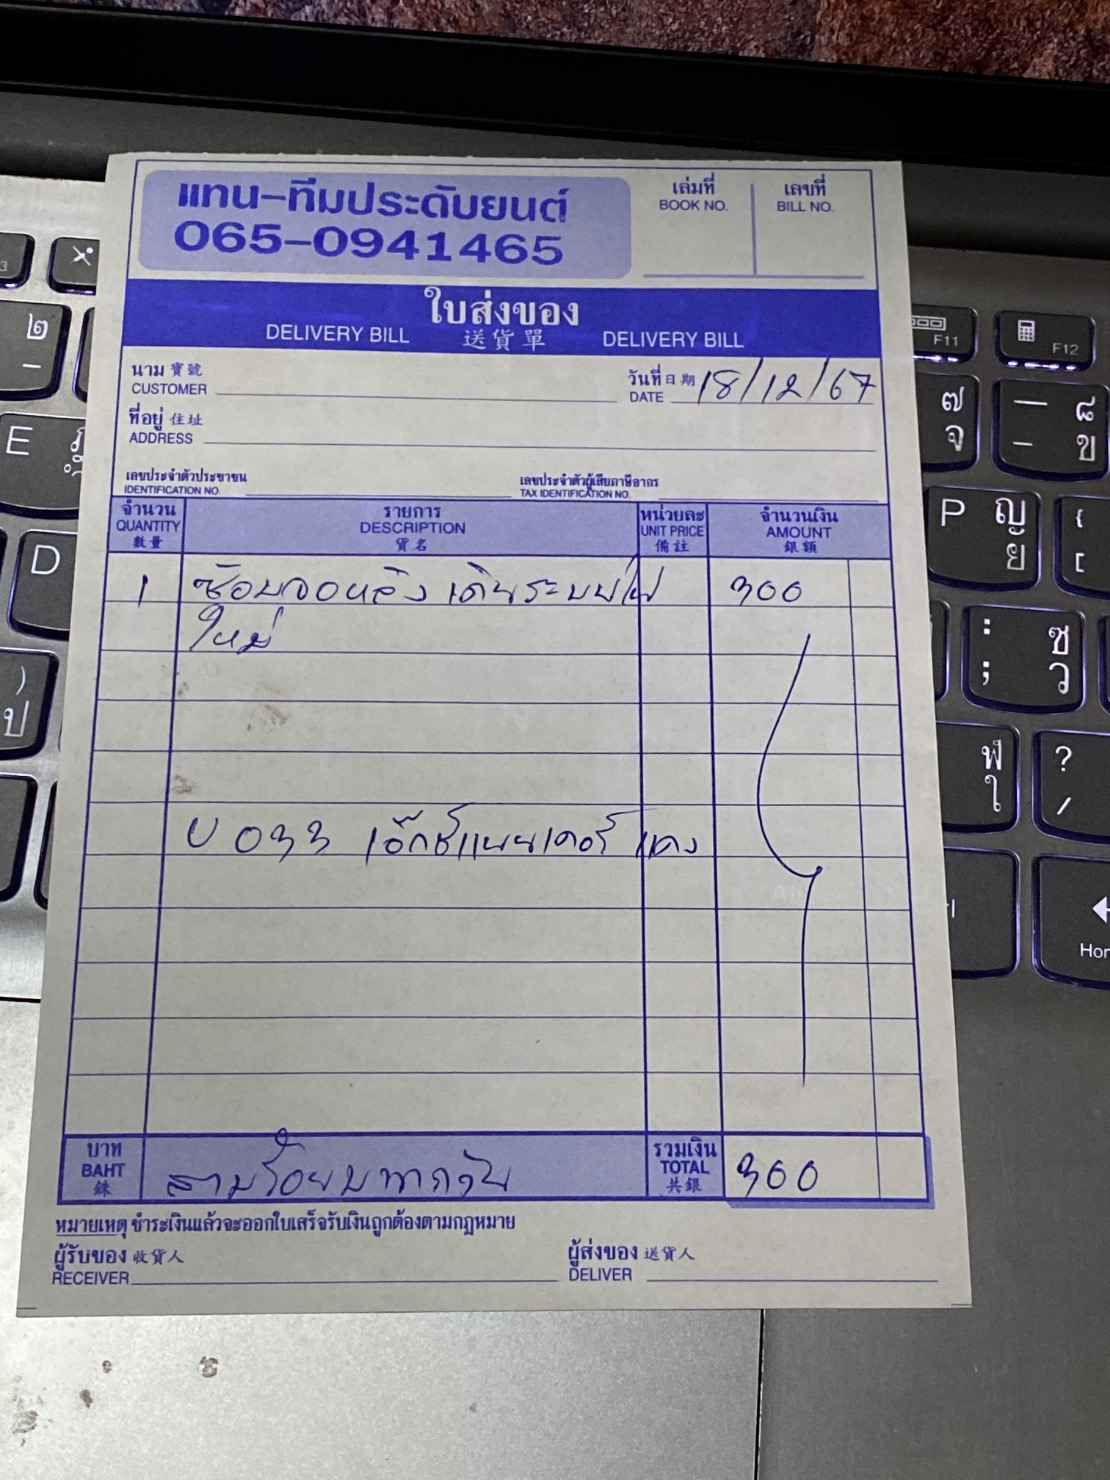 แทน-ทีมประดับยนต์
065-0941465
เล่มที่
BOOK NO.
เลขที่
BILL NO.
ใบส่งของ
DELIVERY BILL 送貨單 DELIVERY BILL
นาม 寶號
CUSTOMER
วันที่ 日期
DATE 18/12/67
ที่อยู่ 住址
ADDRESS
เลขประจำตัวประชาชน
IDENTIFICATION NO.
เลขประจำตัวผู้เสียภาษีอากร
TAX IDENTIFICATION NO.
จำนวน
QUANTITY
數量
รายการ
DESCRIPTION
貨名
หน่วยละ
UNIT PRICE
備註
จำนวนเงิน
AMOUNT
銀額
1 ซ้อมจอหลัง เดินระบบไฟ 300
ใหม่
บ 033 เอ็กซ์แพนเดอร์ แดง
บาท
BAHT
銖
สามร้อยบาทถ้วน
รวมเงิน
TOTAL
共銀
300
หมายเหตุ ชำระเงินแล้วจะออกใบเสร็จรับเงินถูกต้องตามกฎหมาย
ผู้รับของ 收貨人
RECEIVER
ผู้ส่งของ 送貨人
DELIVER
F11
F12
๒
-
E
D
)
ป
๗
จ
๘
ข
P
ญ
ย
{
[
:
;
ซ
ว
ฬ
ใ
?
/